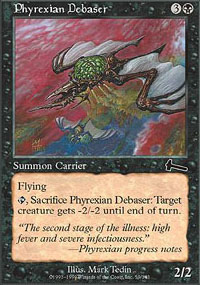 Phyrexian Debaser 3
Summon Carrier
Flying
, Sacrifice Phyrexian Debaser: Target
creature gets -2/-2 until end of turn.
"The second stage of the illness: high
fever and severe infectiousness."
—Phyrexian progress notes
Illus. Mark Tedin
2/2